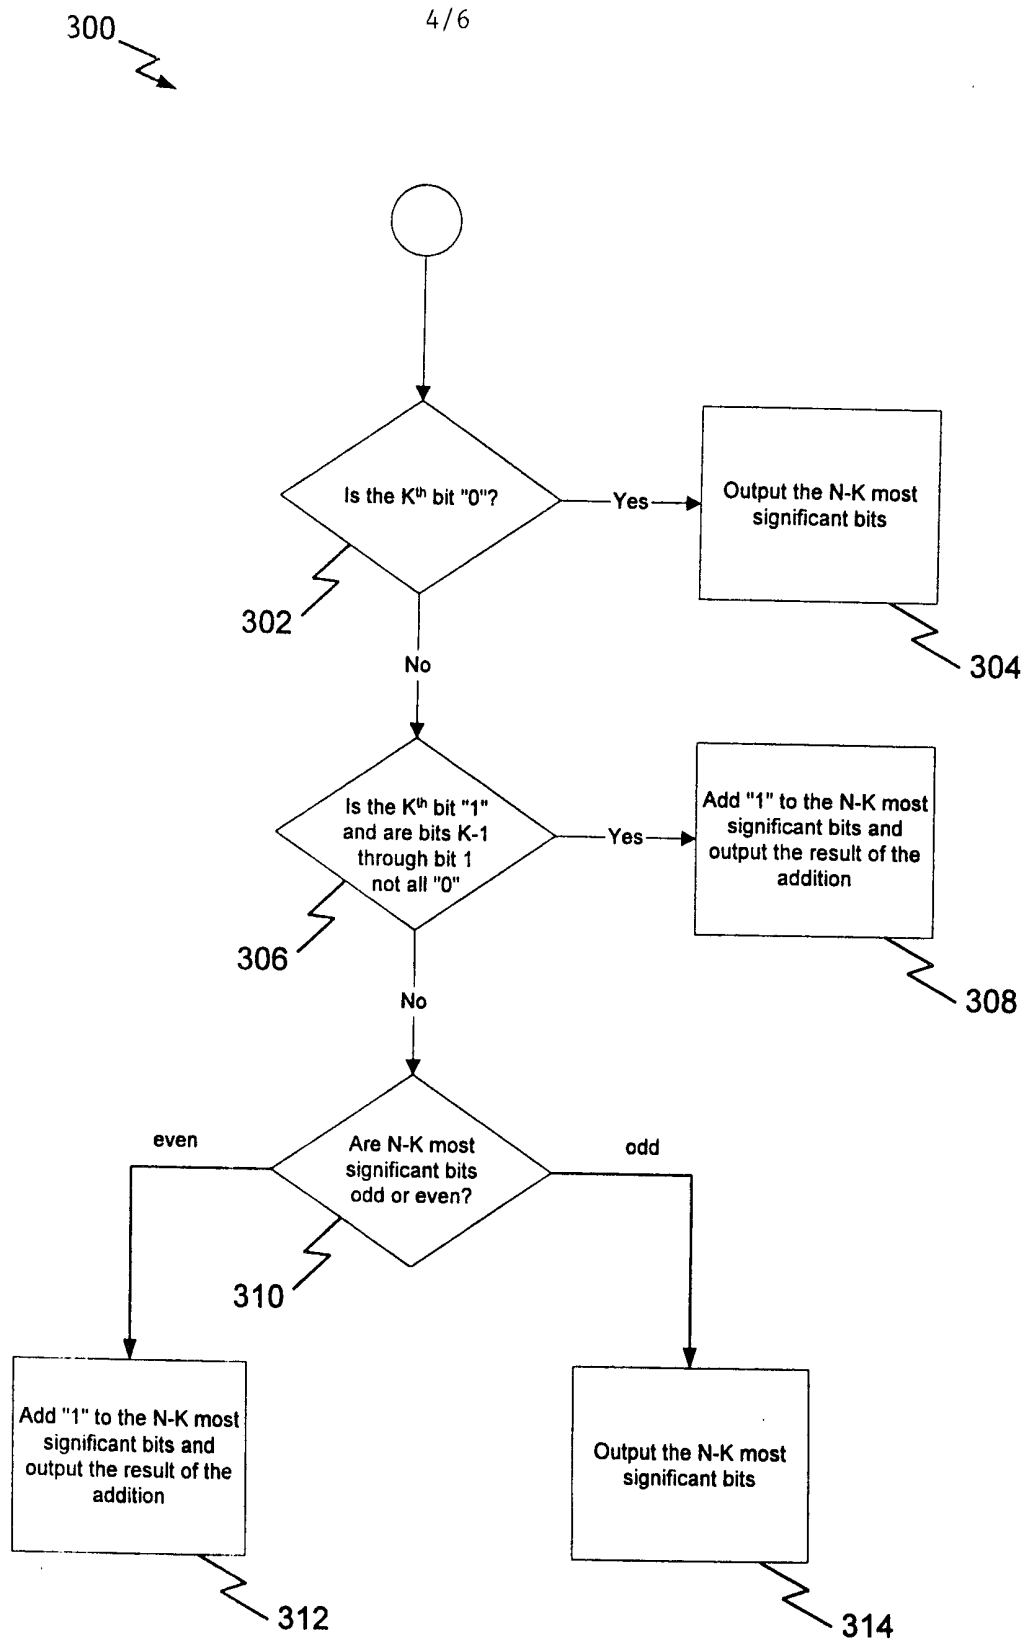 300
4/6
Is the Kth bit "0"?
Yes
Output the N-K most
significant bits
302
304
No
Is the Kth bit "1"
and are bits K-1
through bit 1
not all "0"
Yes
Add "1" to the N-K most
significant bits and
output the result of the
addition
306
308
No
even
Are N-K most
significant bits
odd or even?
odd
310
Add "1" to the N-K most
significant bits and
output the result of the
addition
Output the N-K most
significant bits
312
314